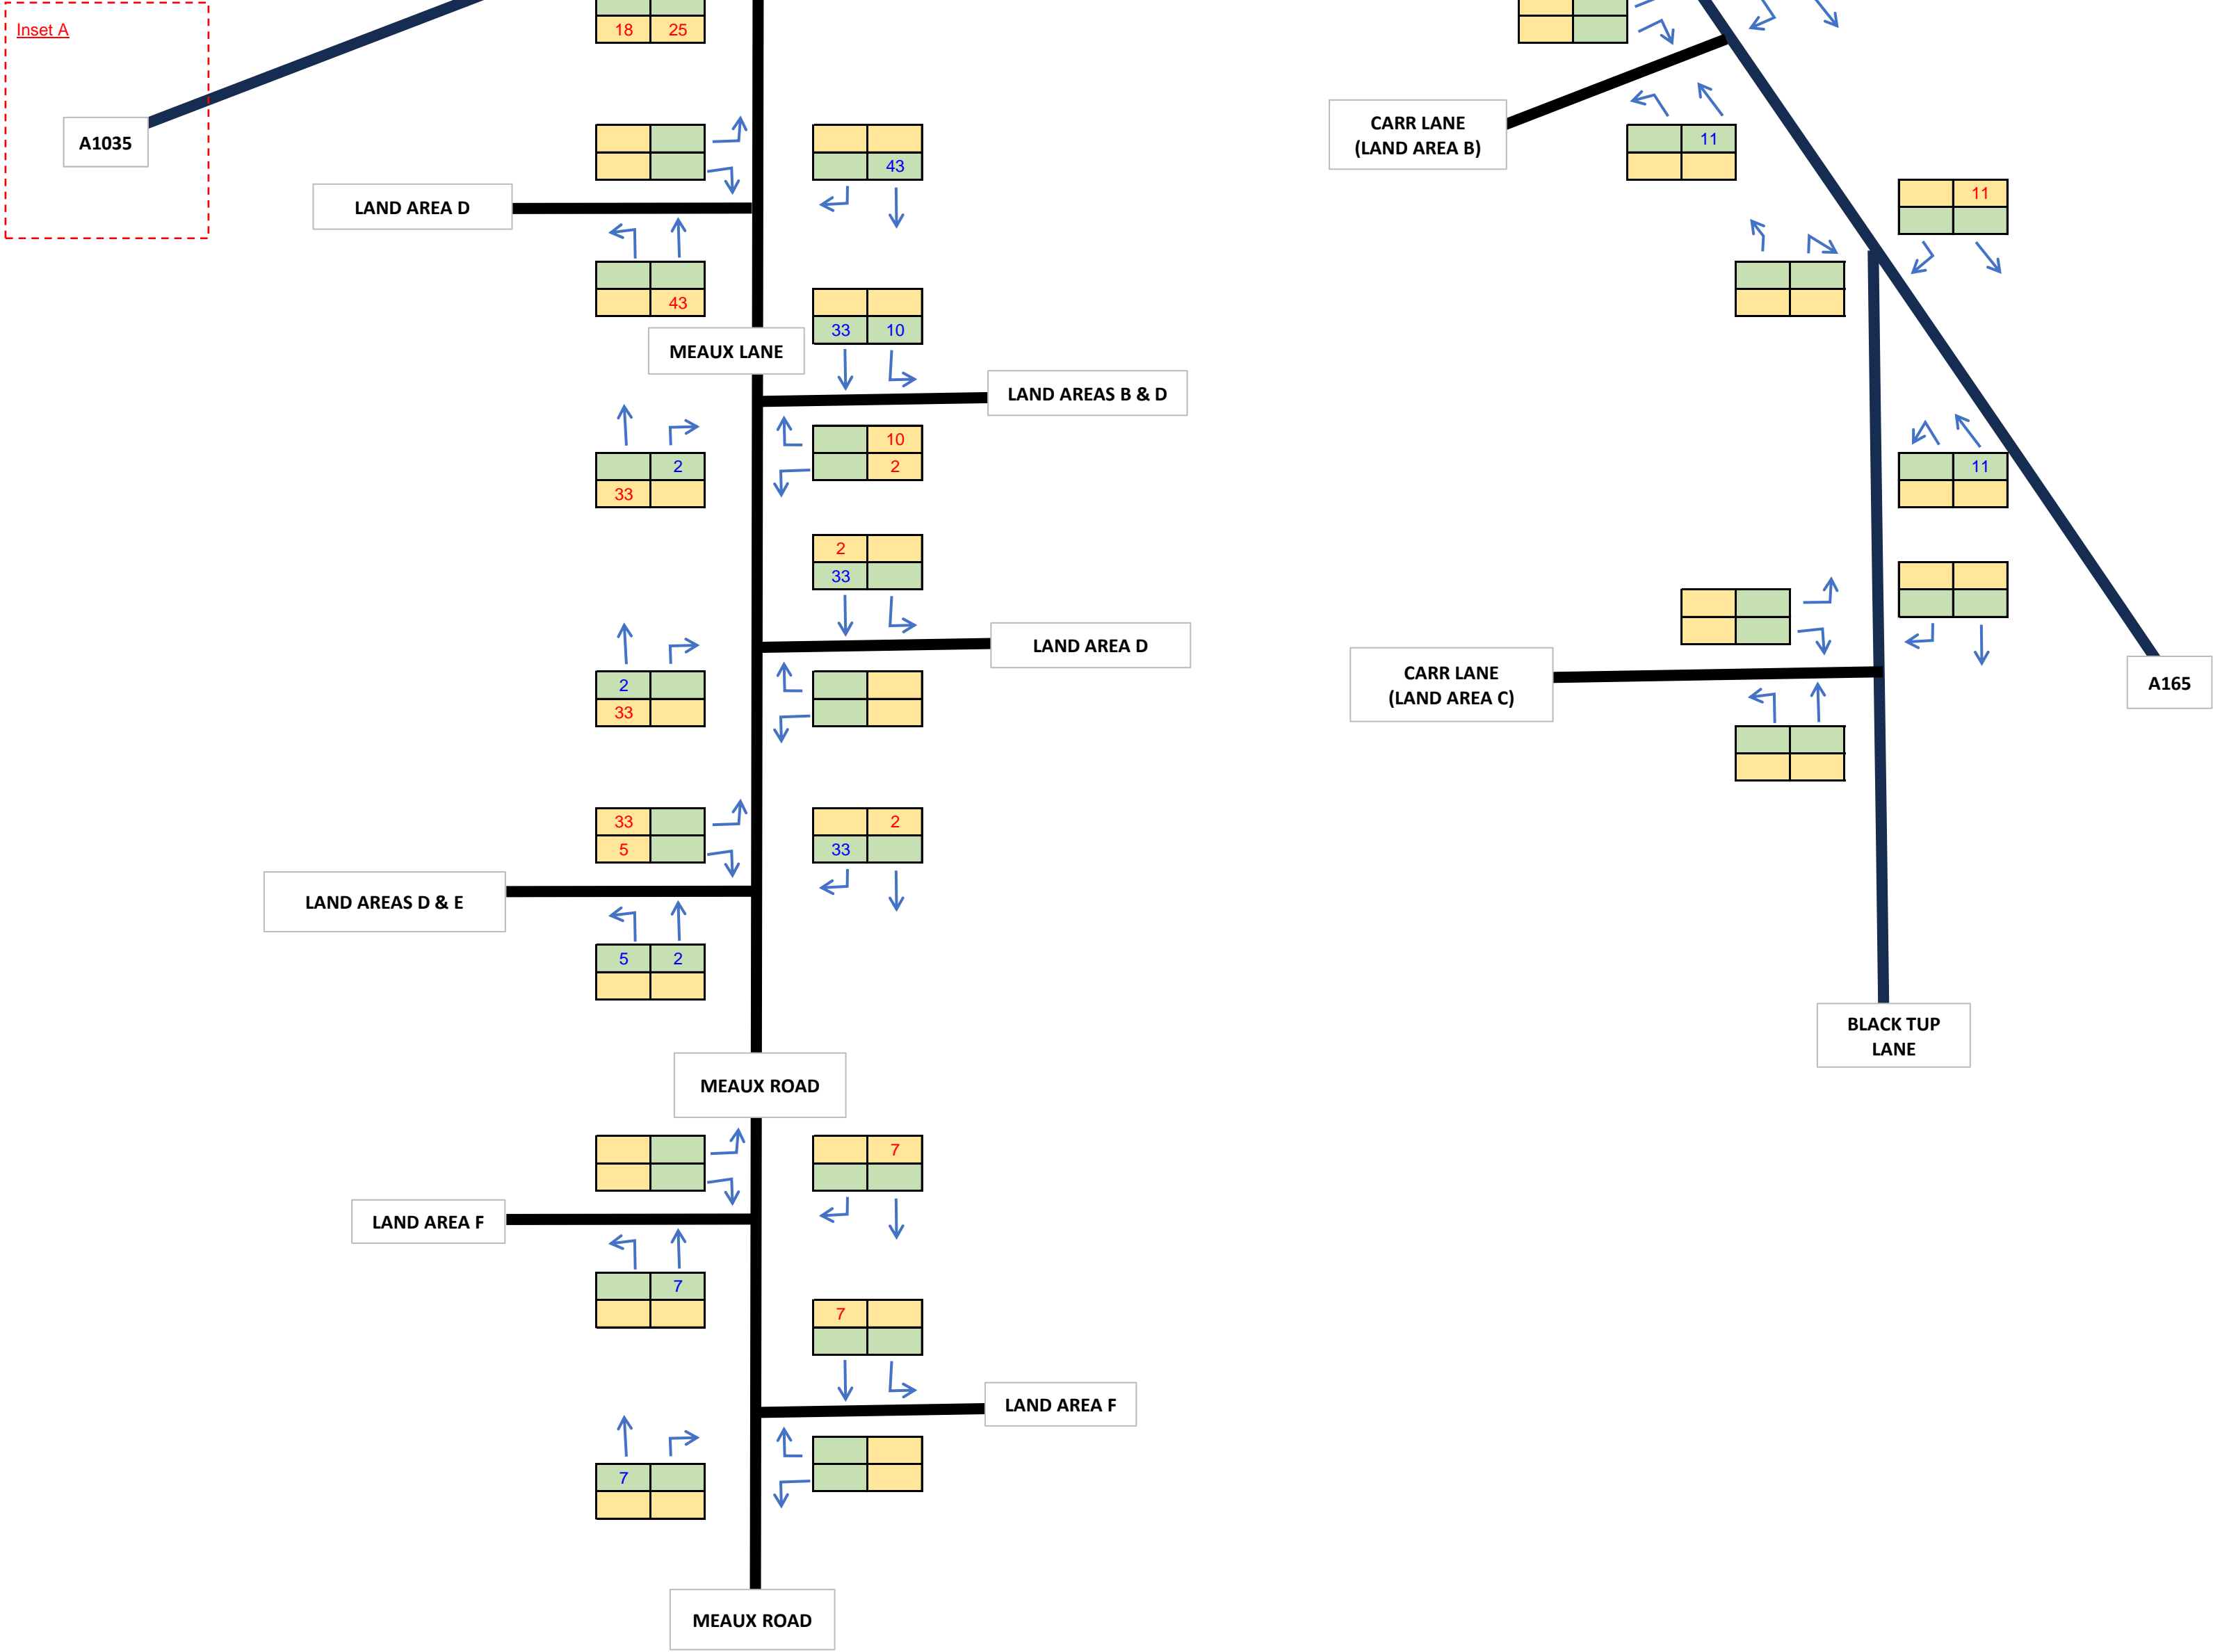 Inset A
18 25
A1035
CARR LANE
(LAND AREA B)
11
43
LAND AREA D
11
43
33 10
MEAUX LANE
LAND AREAS B & D
10
2
2
33
11
2
33
LAND AREA D
2
33
CARR LANE
(LAND AREA C)
A165
33
5
2
33
LAND AREAS D & E
5 2
BLACK TUP
LANE
MEAUX ROAD
7
LAND AREA F
7
7
LAND AREA F
7
MEAUX ROAD